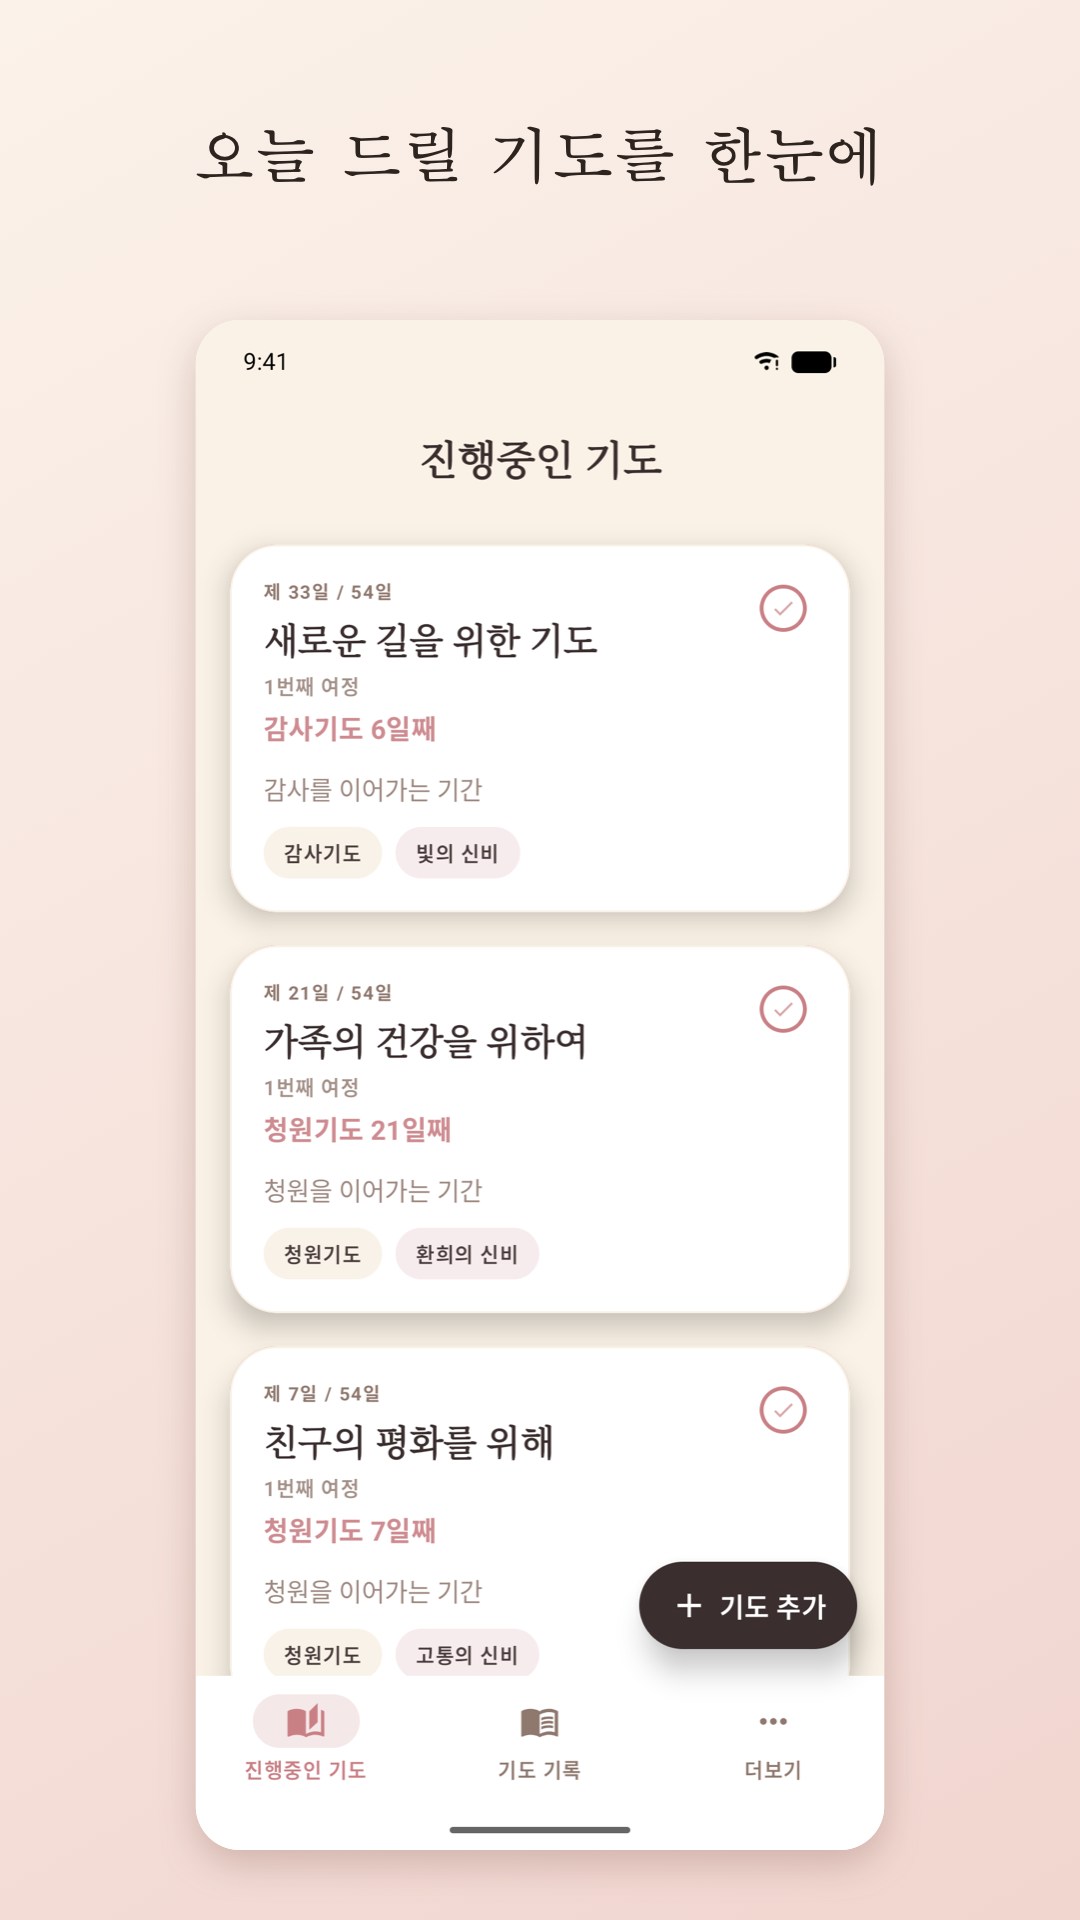 오늘 드릴 기도를 한눈에
9:41
진행중인 기도
제 33일 / 54일
새로운 길을 위한 기도
1번째 여정
감사기도 6일째
감사를 이어가는 기간
감사기도 빛의 신비
제 21일 / 54일
가족의 건강을 위하여
1번째 여정
청원기도 21일째
청원을 이어가는 기간
청원기도 환희의 신비
제 7일 / 54일
친구의 평화를 위해
1번째 여정
청원기도 7일째
청원을 이어가는 기간
+ 기도 추가
청원기도 고통의 신비
진행중인 기도 기도 기록 더보기